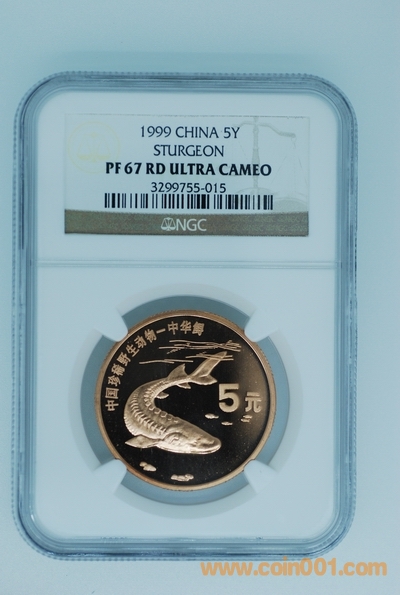 1999 CHINA 5Y
STURGEON
PF 67 RD ULTRA CAMEO
3299755-015
NGC
中国珍稀野生动物—中华鲟
5元
www.coin001.com